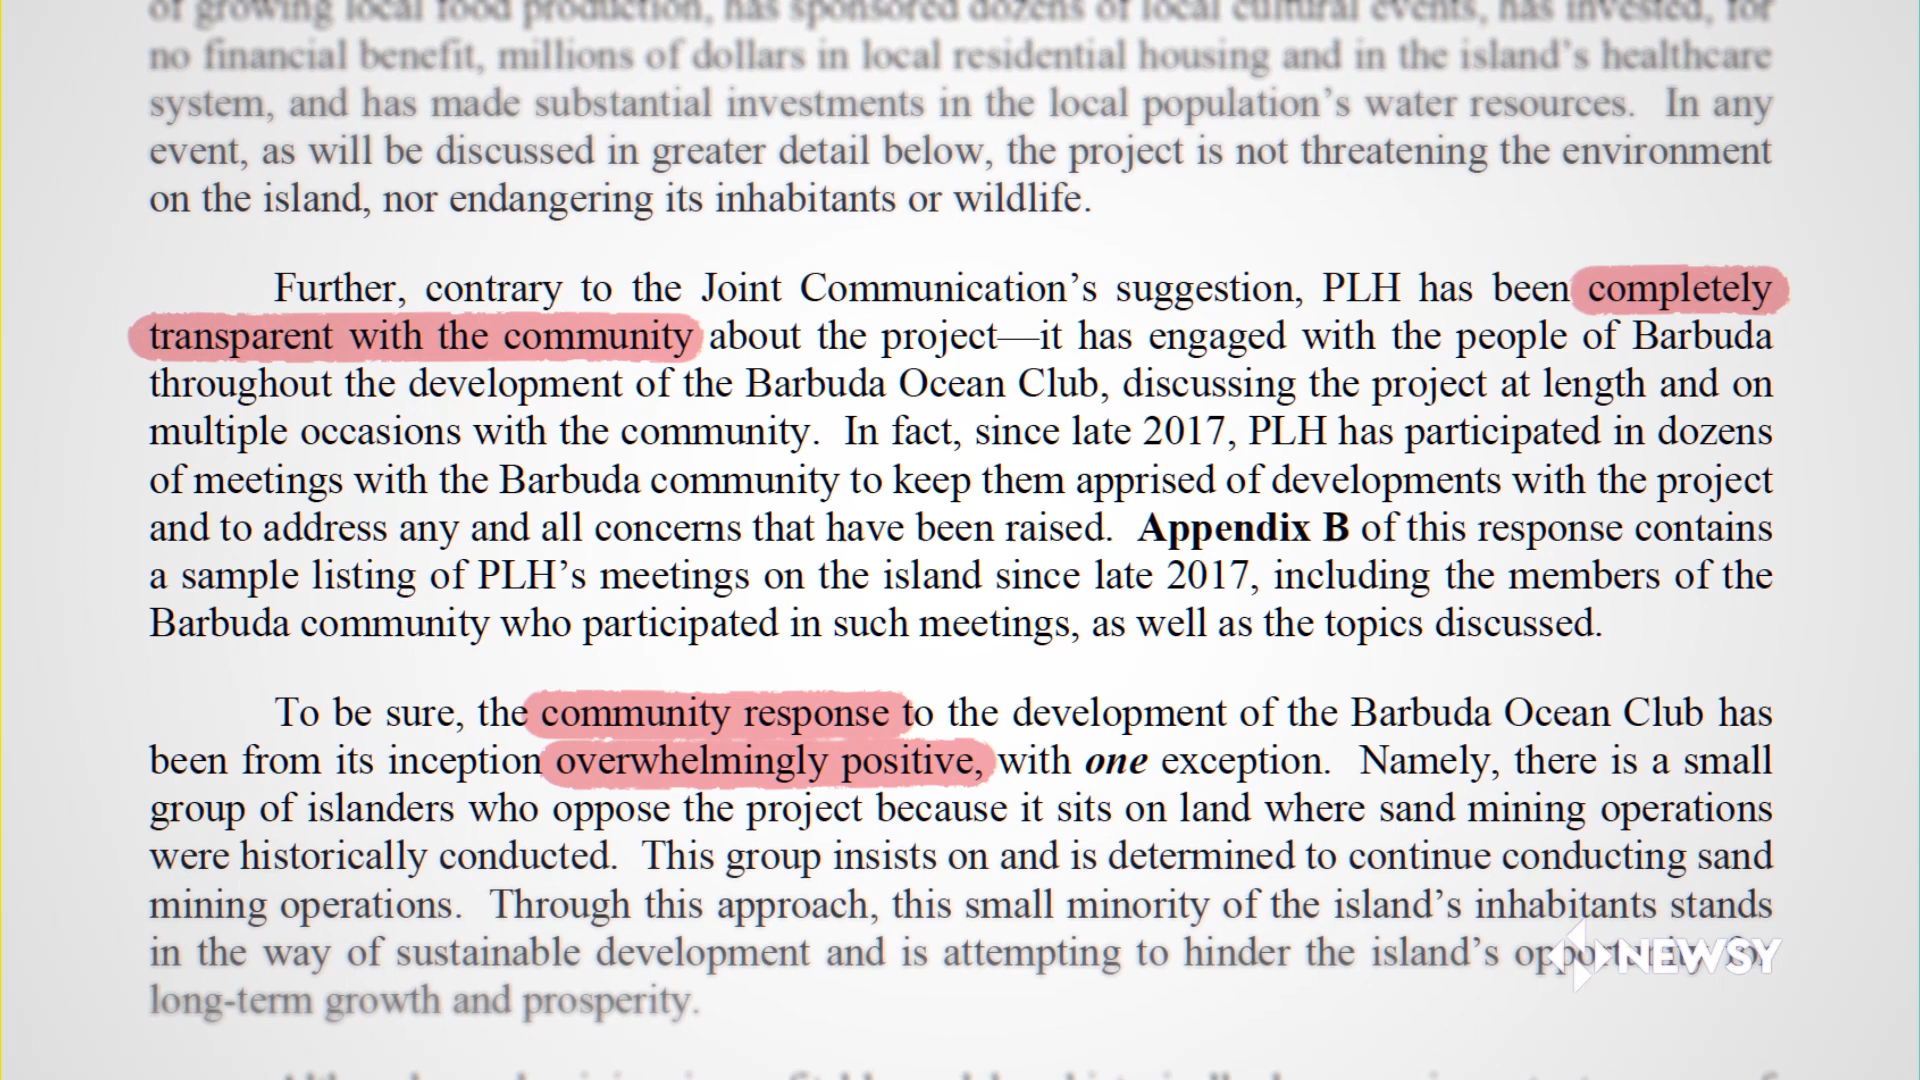 of growing local food production, has sponsored dozens of local cultural events, has invested, for
no financial benefit, millions of dollars in local residential housing and in the island’s healthcare
system, and has made substantial investments in the local population’s water resources.  In any
event, as will be discussed in greater detail below, the project is not threatening the environment
on the island, nor endangering its inhabitants or wildlife.
Further, contrary to the Joint Communication’s suggestion, PLH has been completely
transparent with the community about the project—it has engaged with the people of Barbuda
throughout the development of the Barbuda Ocean Club, discussing the project at length and on
multiple occasions with the community.  In fact, since late 2017, PLH has participated in dozens
of meetings with the Barbuda community to keep them apprised of developments with the project
and to address any and all concerns that have been raised.  Appendix B of this response contains
a sample listing of PLH’s meetings on the island since late 2017, including the members of the
Barbuda community who participated in such meetings, as well as the topics discussed.
To be sure, the community response to the development of the Barbuda Ocean Club has
been from its inception overwhelmingly positive, with one exception.  Namely, there is a small
group of islanders who oppose the project because it sits on land where sand mining operations
were historically conducted.  This group insists on and is determined to continue conducting sand
mining operations.  Through this approach, this small minority of the island’s inhabitants stands
in the way of sustainable development and is attempting to hinder the island’s
long-term growth and prosperity.
NEWSY